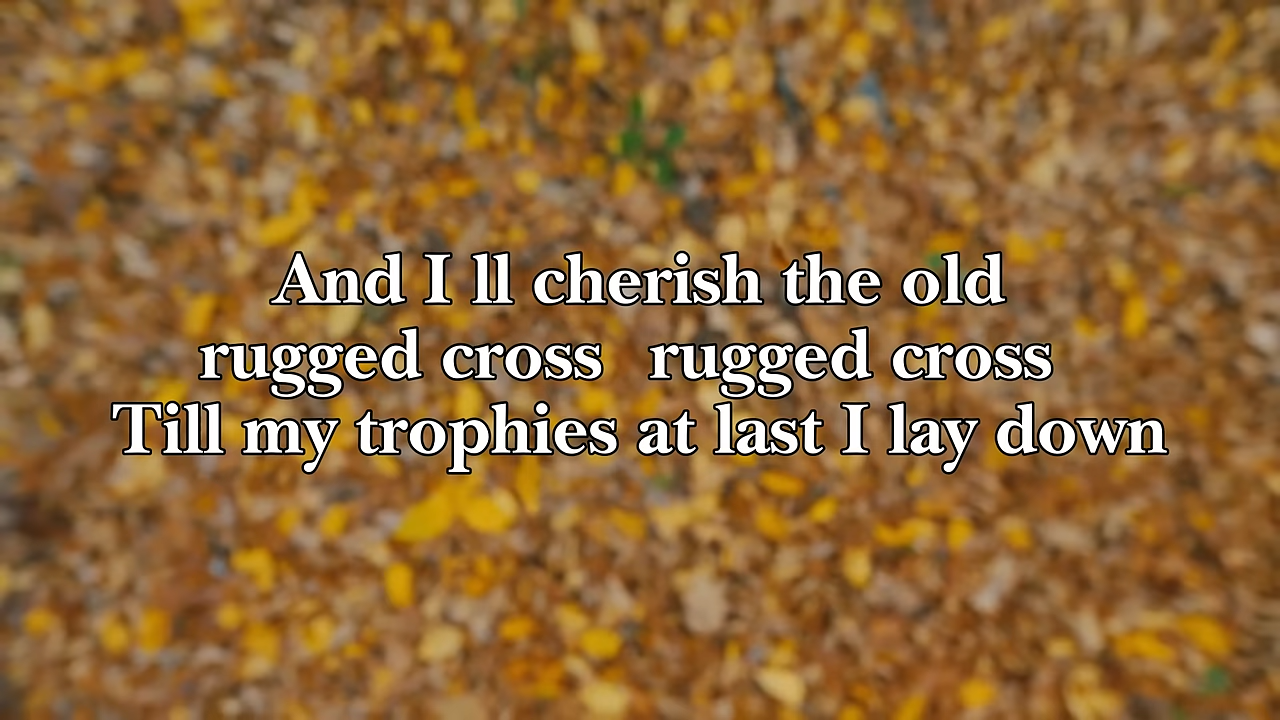 And I ll cherish the old
rugged cross  rugged cross
Till my trophies at last I lay down